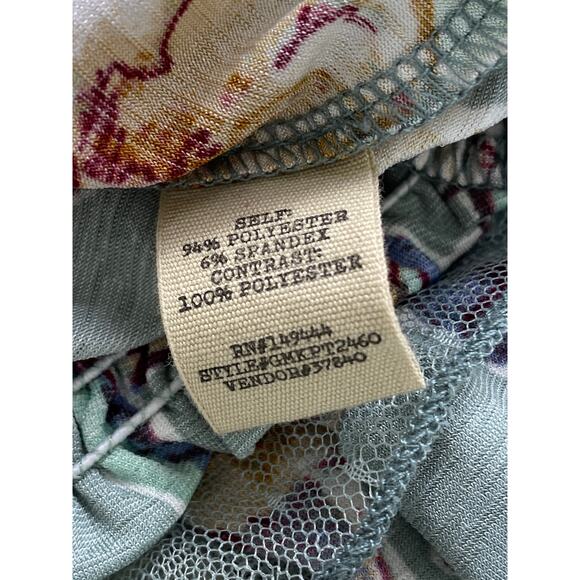 SELF:
94% POLYESTER
6% SPANDEX
CONTRAST:
100% POLYESTER
RN#149444
STYLE#GMKPT2460
VENDOR#37840